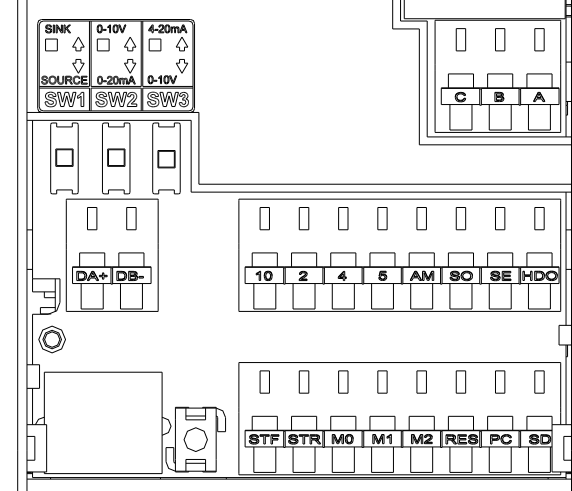 SINK 0-10V 4-20mA
SOURCE 0-20mA 0-10V
SW1 SW2 SW3
C B A
DA+ DB-
10 2 4 5 AM SO SE HDO
STF STR M0 M1 M2 RES PC SD